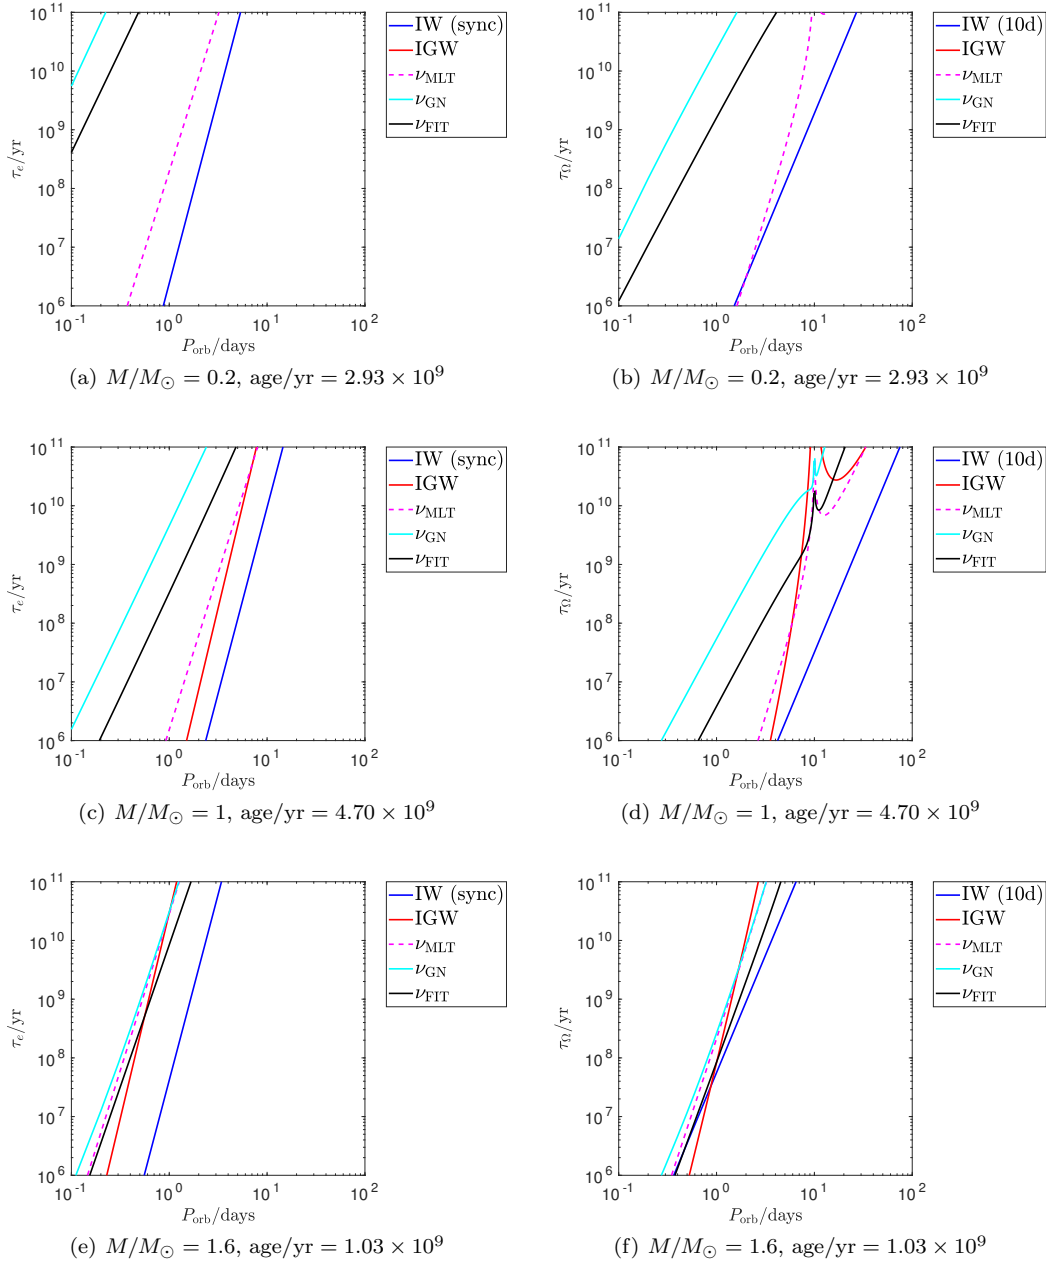 10^11
10^10
10^9
10^8
10^7
10^6
τ_e/yr
10^-1 10^0 10^1 10^2
P_orb/days
IW (sync)
IGW
ν_MLT
ν_GN
ν_FIT
(a) M/M_⊙ = 0.2, age/yr = 2.93 × 10^9
10^11
10^10
10^9
10^8
10^7
10^6
τ_Ω/yr
10^-1 10^0 10^1 10^2
P_orb/days
IW (10d)
IGW
ν_MLT
ν_GN
ν_FIT
(b) M/M_⊙ = 0.2, age/yr = 2.93 × 10^9
10^11
10^10
10^9
10^8
10^7
10^6
τ_e/yr
10^-1 10^0 10^1 10^2
P_orb/days
IW (sync)
IGW
ν_MLT
ν_GN
ν_FIT
(c) M/M_⊙ = 1, age/yr = 4.70 × 10^9
10^11
10^10
10^9
10^8
10^7
10^6
τ_Ω/yr
10^-1 10^0 10^1 10^2
P_orb/days
IW (10d)
IGW
ν_MLT
ν_GN
ν_FIT
(d) M/M_⊙ = 1, age/yr = 4.70 × 10^9
10^11
10^10
10^9
10^8
10^7
10^6
τ_e/yr
10^-1 10^0 10^1 10^2
P_orb/days
IW (sync)
IGW
ν_MLT
ν_GN
ν_FIT
(e) M/M_⊙ = 1.6, age/yr = 1.03 × 10^9
10^11
10^10
10^9
10^8
10^7
10^6
τ_Ω/yr
10^-1 10^0 10^1 10^2
P_orb/days
IW (10d)
IGW
ν_MLT
ν_GN
ν_FIT
(f) M/M_⊙ = 1.6, age/yr = 1.03 × 10^9